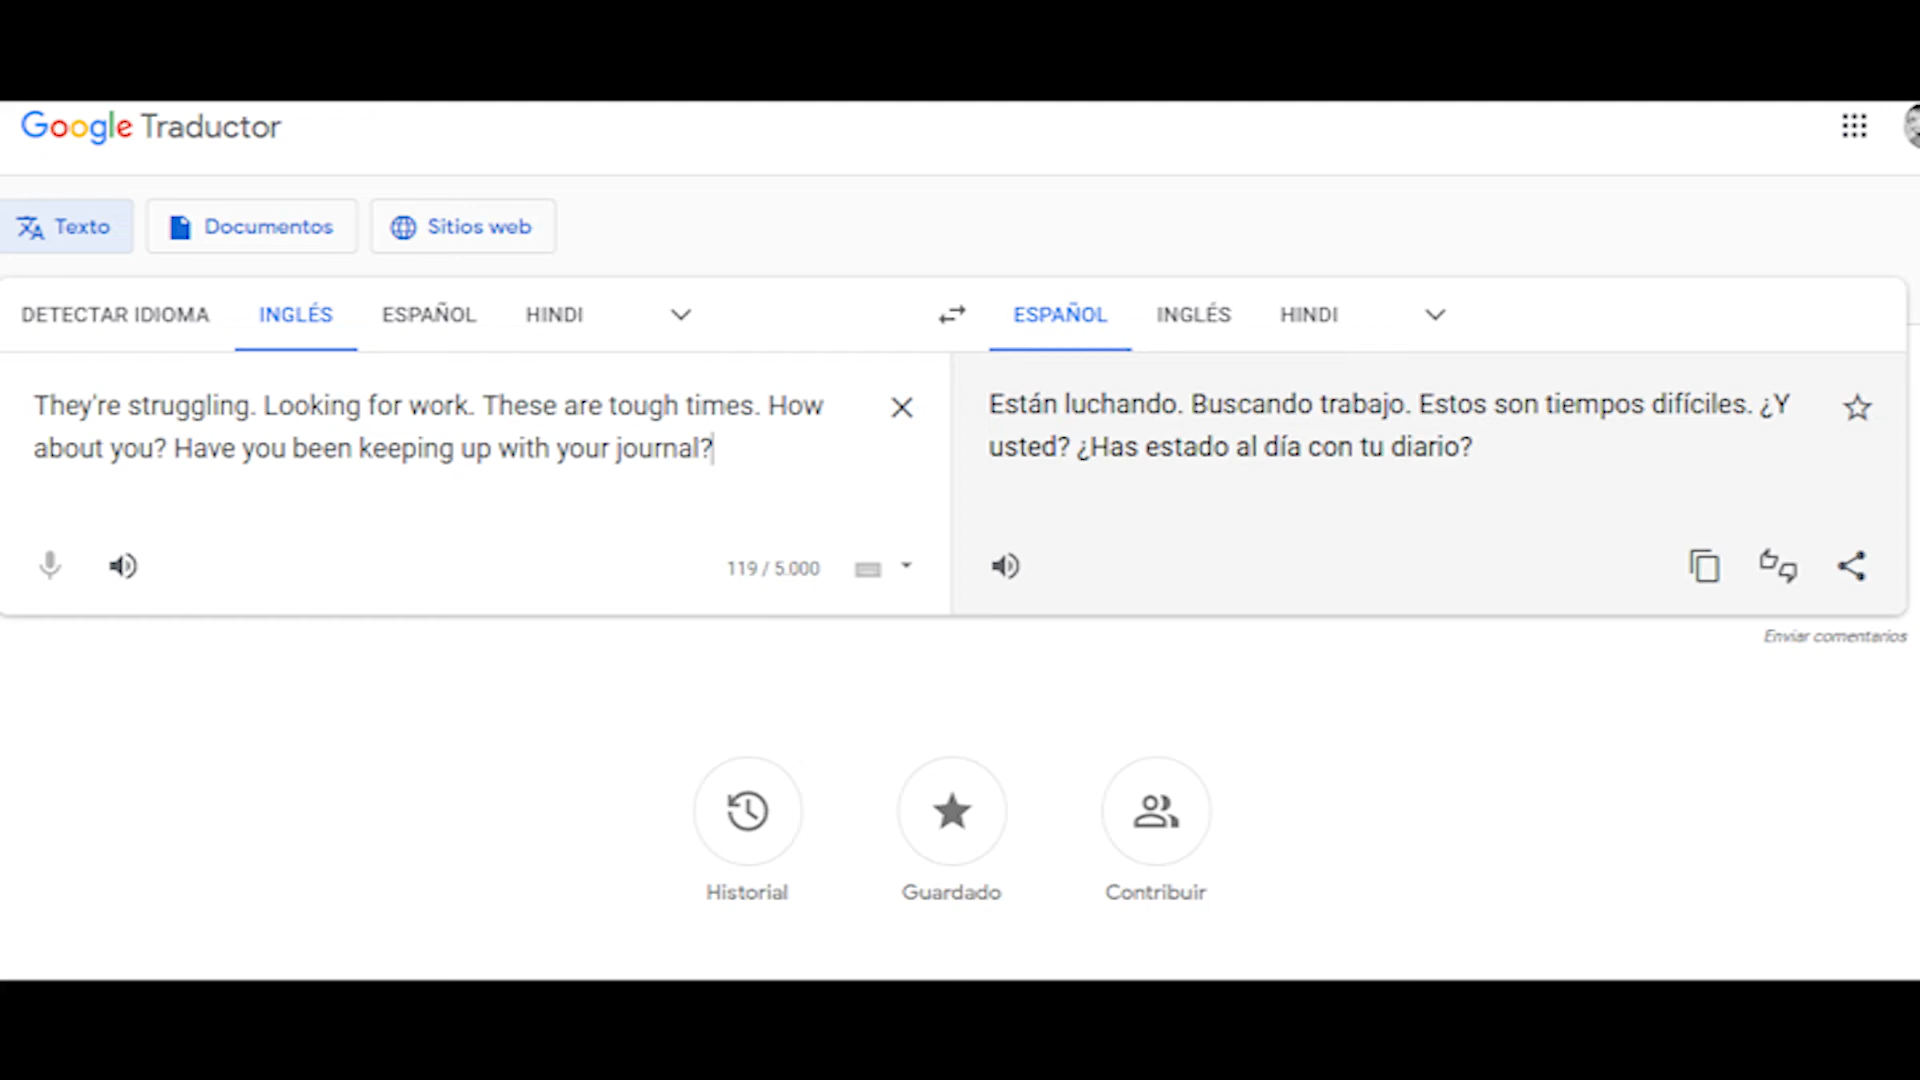 Google Traductor
Texto
Documentos
Sitios web
DETECTAR IDIOMA
INGLÉS
ESPAÑOL
HINDI
ESPAÑOL
INGLÉS
HINDI
They're struggling. Looking for work. These are tough times. How
about you? Have you been keeping up with your journal?
119 / 5.000
Están luchando. Buscando trabajo. Estos son tiempos difíciles. ¿Y
usted? ¿Has estado al día con tu diario?
Enviar comentarios
Historial
Guardado
Contribuir